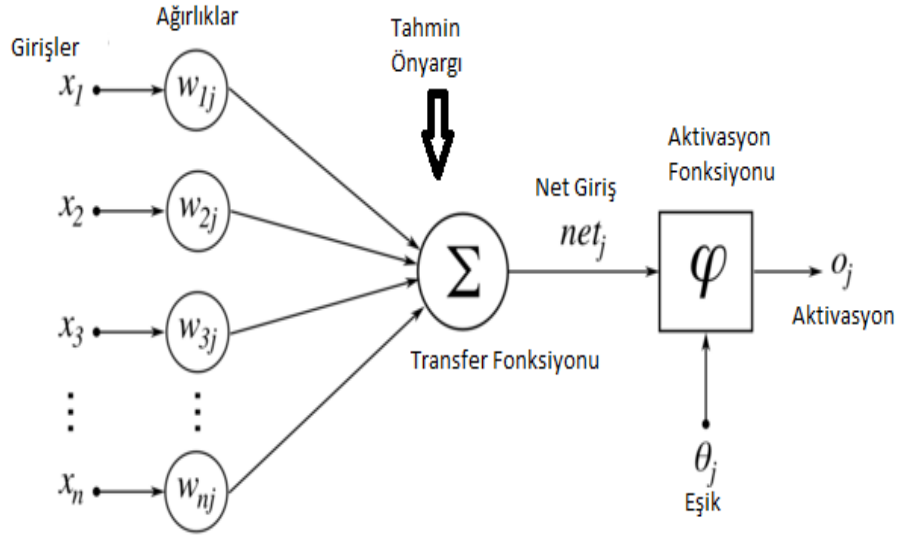 Girişler
Ağırlıklar
Tahmin
Önyargı
x1
w1j
x2
w2j
x3
w3j
xn
wnj
Σ
Transfer Fonksiyonu
Net Giriş
netj
Aktivasyon
Fonksiyonu
φ
oj
Aktivasyon
θj
Eşik